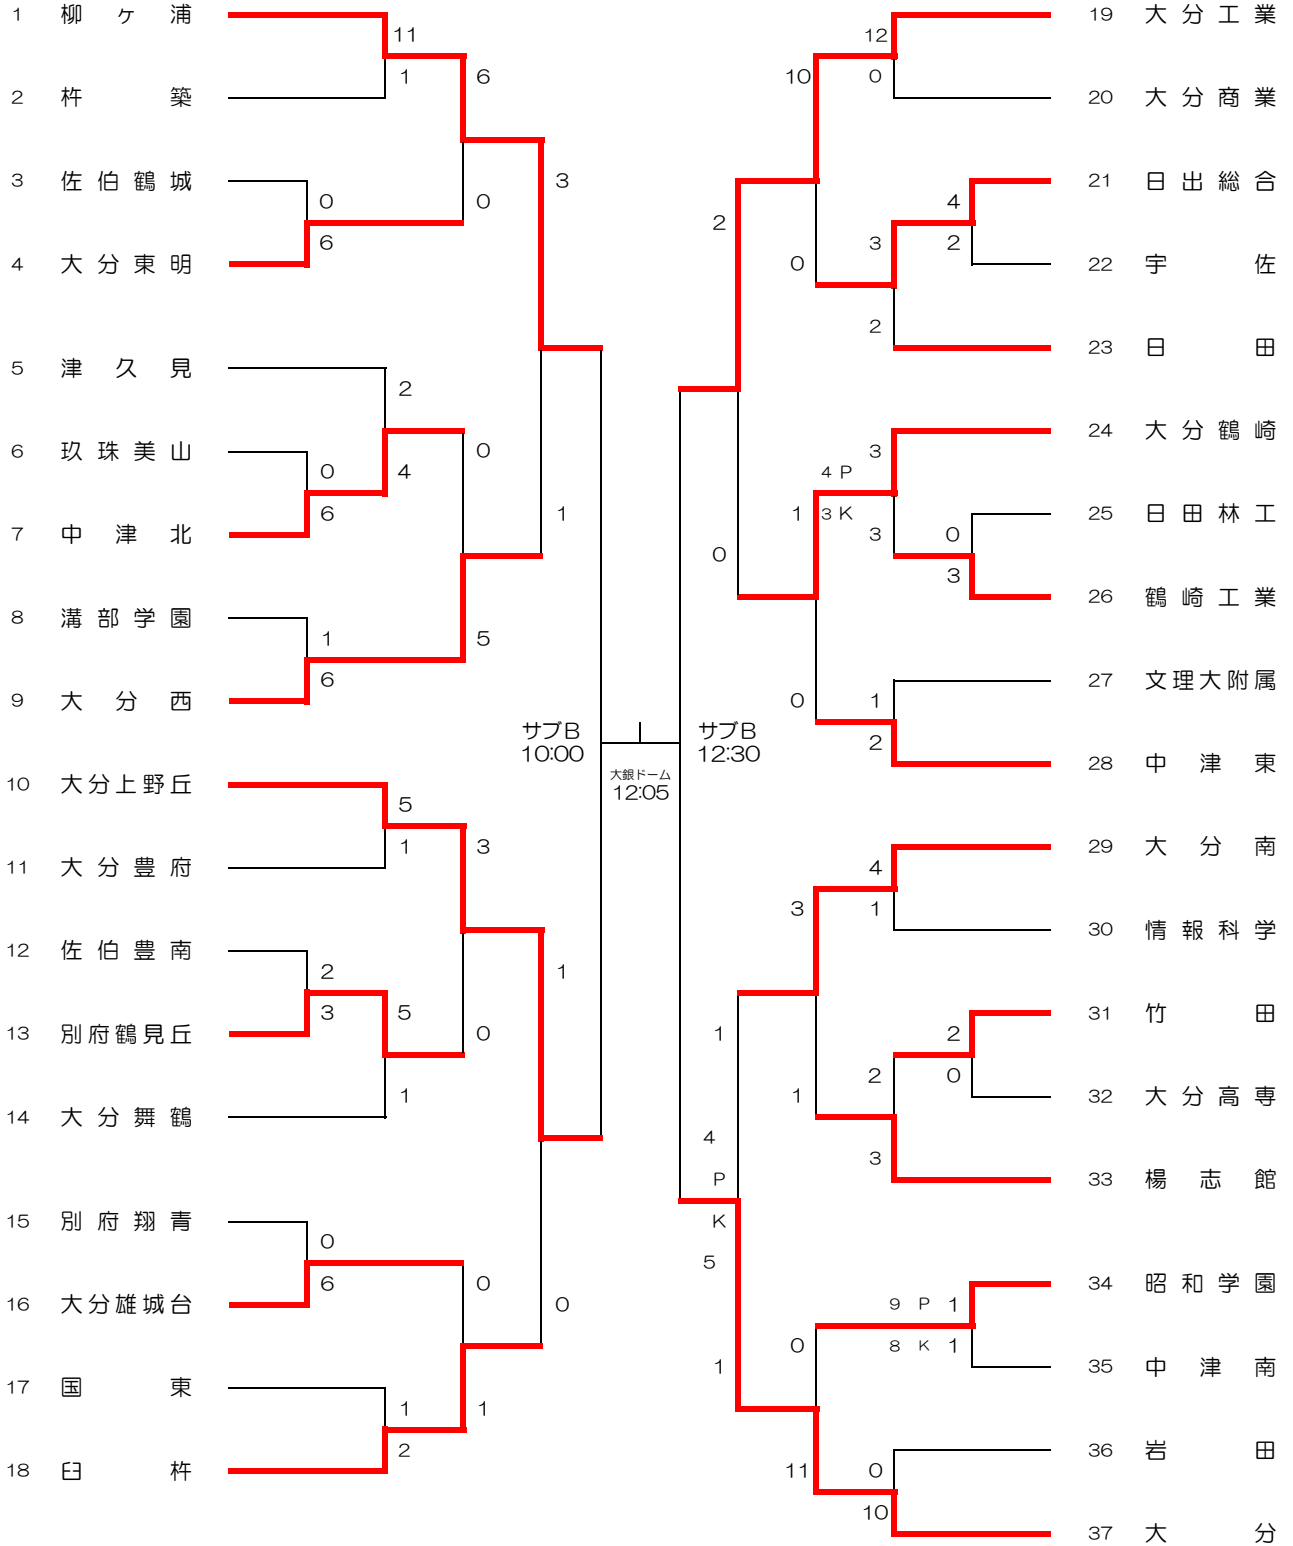 1 柳ヶ浦
11
1
6
2 杵築
3 佐伯鶴城
0
6
0
3
4 大分東明
5 津久見
2
6 玖珠美山
0
6
4
0
7 中津北
1
8 溝部学園
1
6
5
9 大分西
サブB
10:00
10 大分上野丘
5
1
3
11 大分豊府
12 佐伯豊南
2
3
5
1
13 別府鶴見丘
0
14 大分舞鶴
1
15 別府翔青
0
6
0
0
16 大分雄城台
17 国東
1
2
1
18 臼杵
大銀ドーム
12:05
サブB
12:30
12
0
10
19 大分工業
20 大分商業
2
4
2
21 日出総合
3
0
22 宇佐
2
23 日田
3
24 大分鶴崎
4 P
3 K
1
3
0
3
25 日田林工
0
26 鶴崎工業
0
1
2
27 文理大附属
28 中津東
4
1
3
29 大分南
30 情報科学
2
0
31 竹田
1
2
1
32 大分高専
4
P
K
5
3
33 楊志館
9 P 1
8 K 1
34 昭和学園
0
1
35 中津南
11
0
10
36 岩田
37 大分